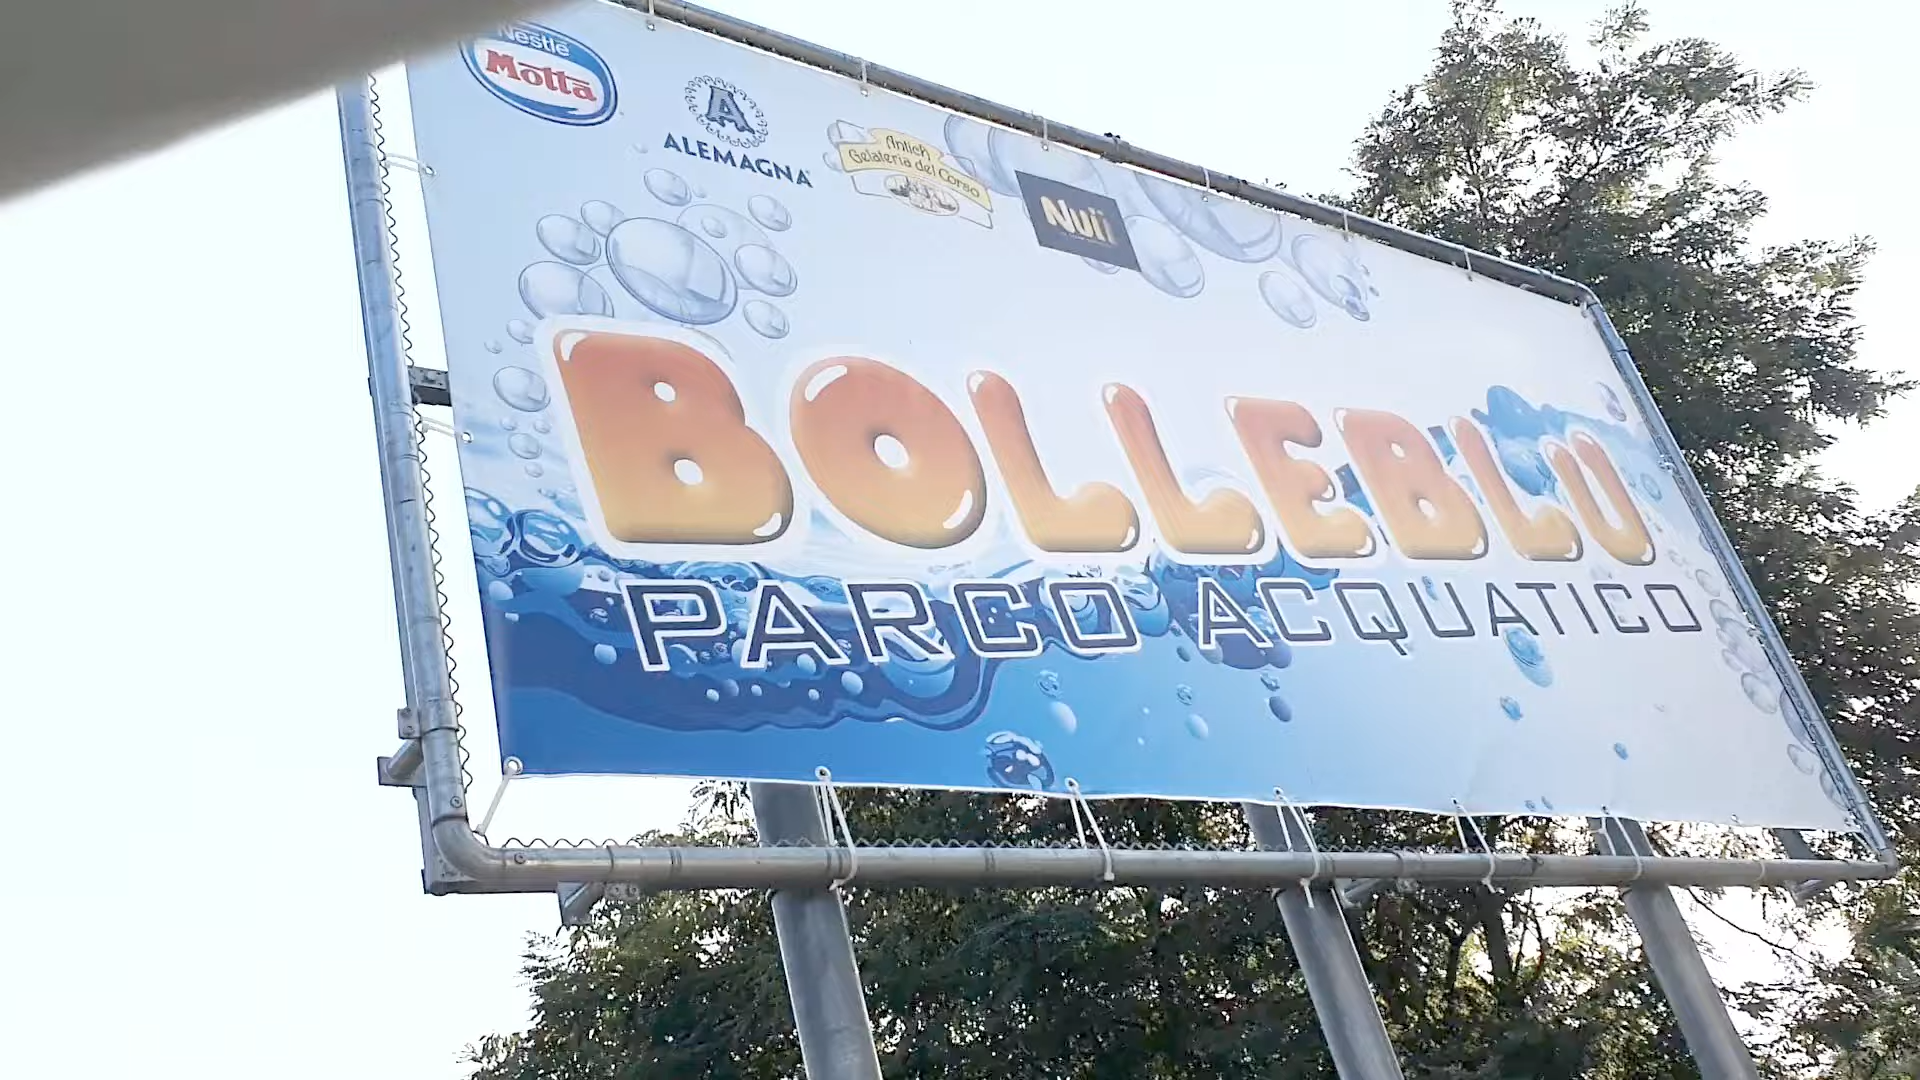 Nestlé
Motta
A
ALEMAGNA
Antica
Gelateria del Corso
Nuii
BOLLEBLU
PARCO ACQUATICO